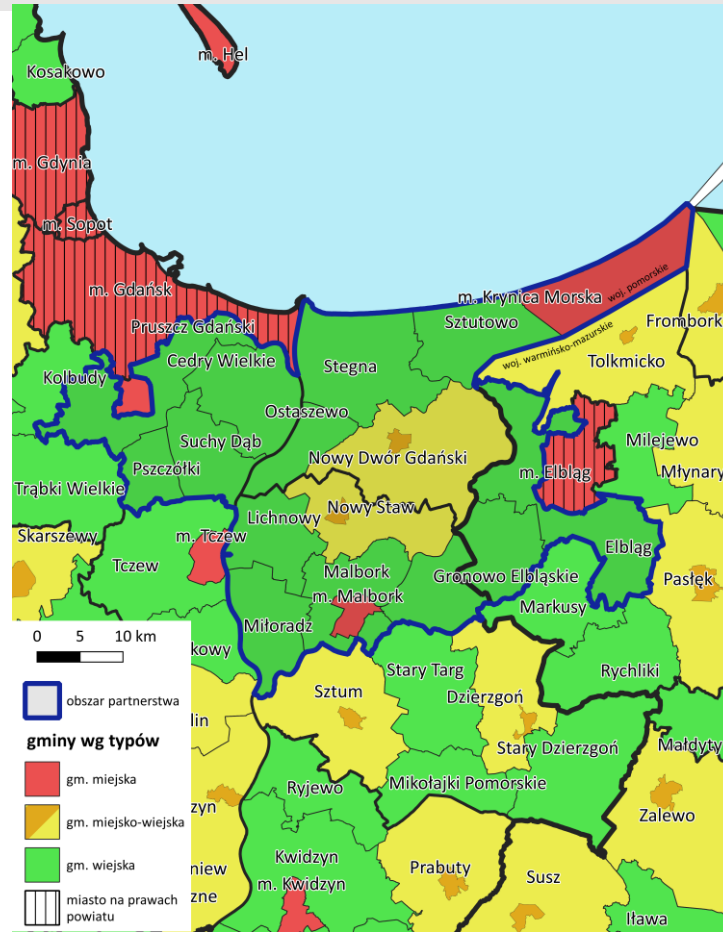 m. Hel
Kosakowo
m. Gdynia
m. Sopot
m. Gdańsk
m. Krynica Morska
woj. pomorskie
Frombork
Pruszcz Gdański
Sztutowo
woj. warmińsko-mazurskie
Cedry Wielkie
Tolkmicko
Stegna
Kolbudy
Ostaszewo
Suchy Dąb
Milejewo
Nowy Dwór Gdański
Pszczółki
m. Elbląg
Młynary
Trąbki Wielkie
Nowy Staw
Lichnowy
Skarszewy
m. Tczew
Elbląg
Tczew
Malbork
Gronowo Elbląskie
Pasłęk
m. Malbork
Markusy
Miłoradz
0 5 10 km
kowy
Stary Targ
Rychliki
Sztum
Dzierzgoń
obszar partnerstwa
lin
gminy wg typów
Stary Dzierzgoń
Małdyty
gm. miejska
Ryjewo
Mikołajki Pomorskie
zyn
Zalewo
gm. miejsko-wiejska
Kwidzyn
gm. wiejska
niew
Prabuty
Susz
m. Kwidzyn
zne
miasto na prawach
powiatu
Iława